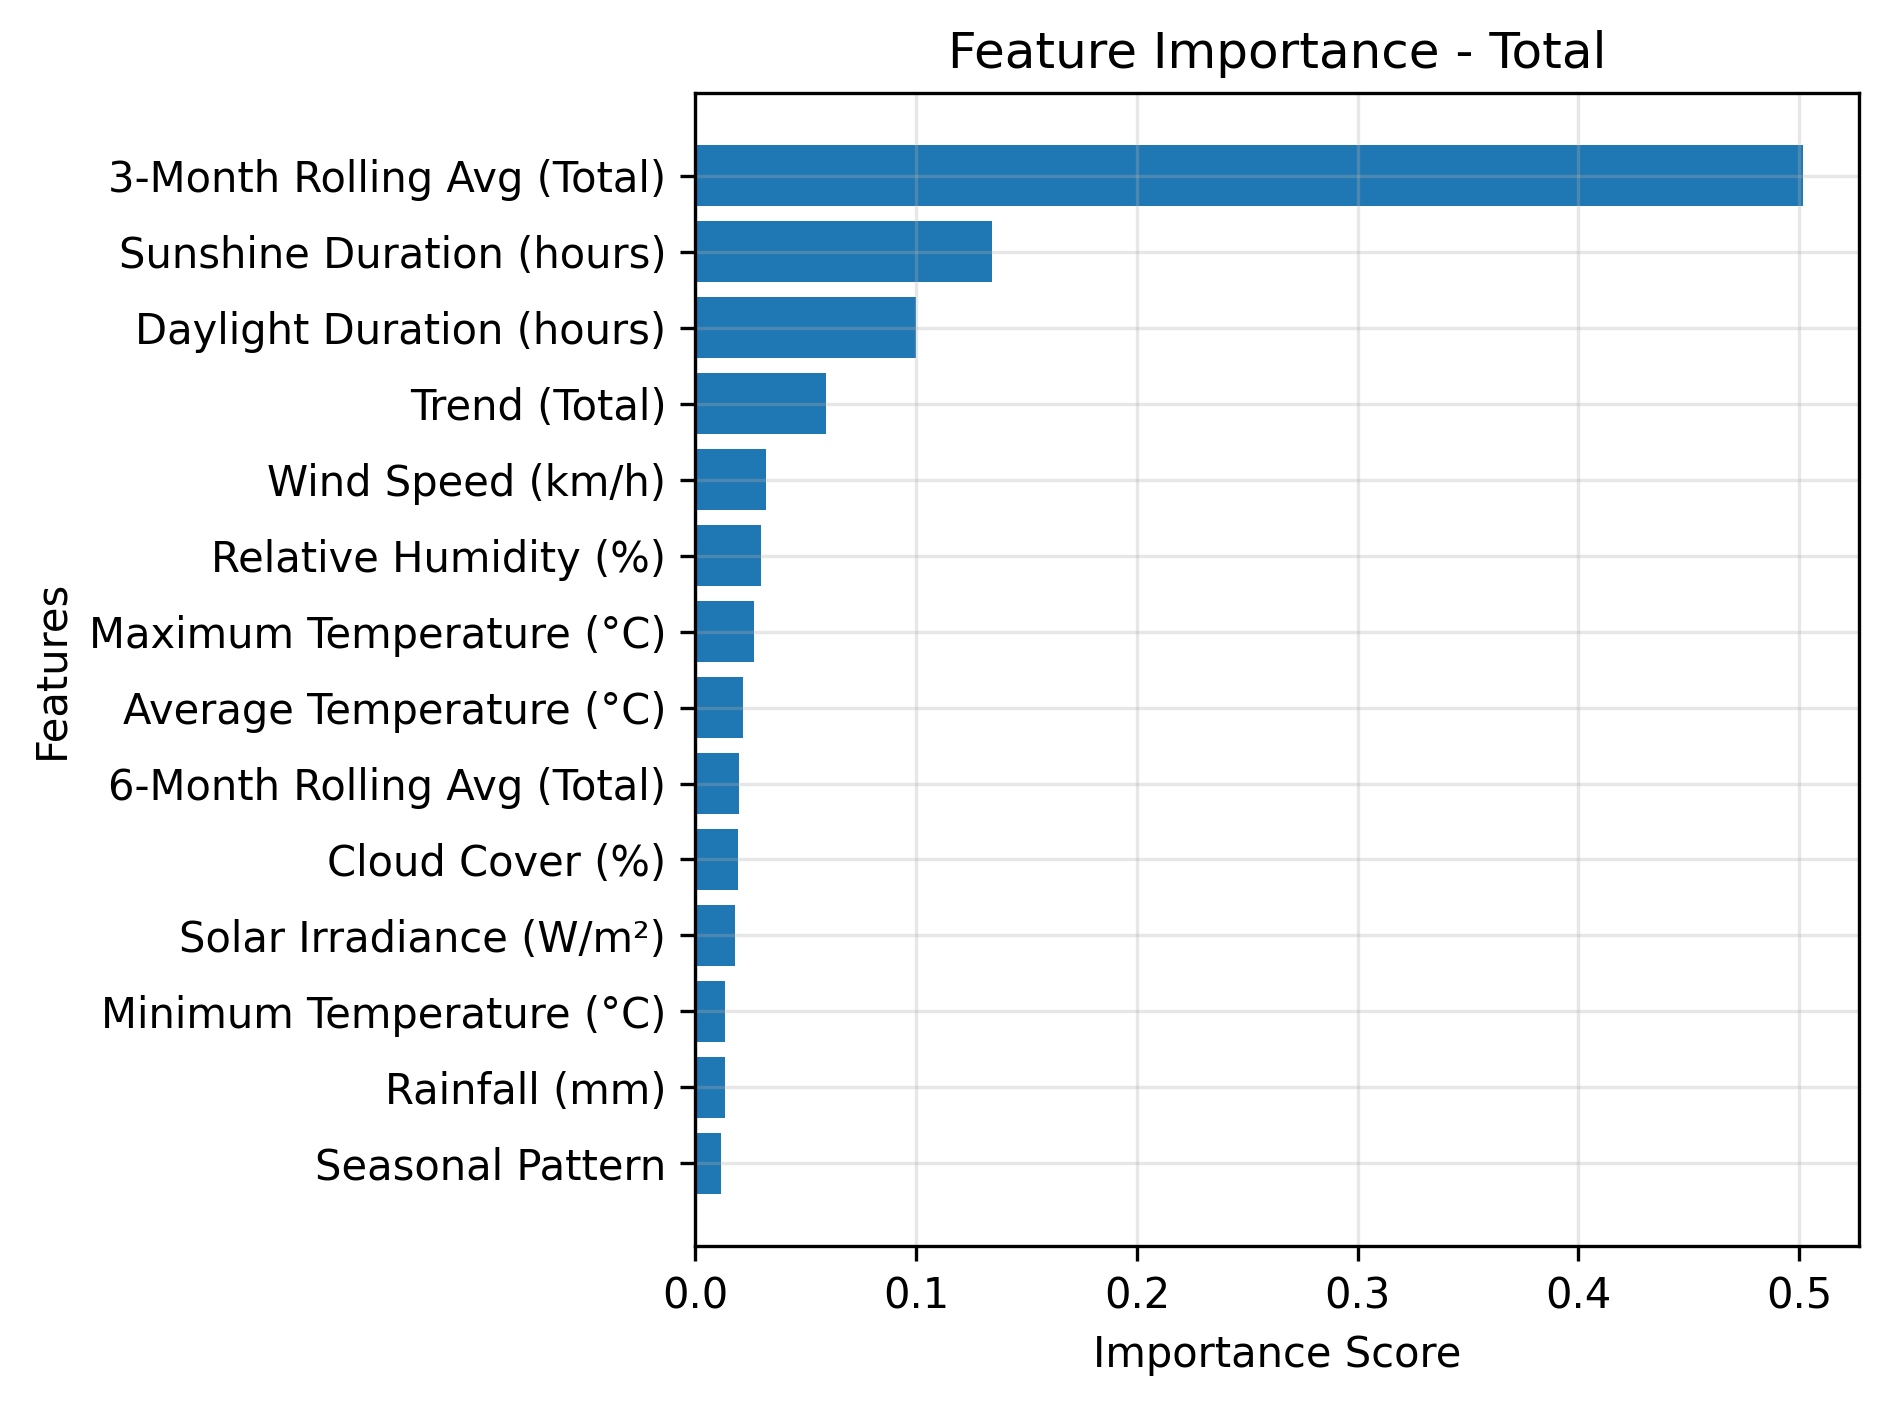 Feature Importance - Total
Features
3-Month Rolling Avg (Total)
Sunshine Duration (hours)
Daylight Duration (hours)
Trend (Total)
Wind Speed (km/h)
Relative Humidity (%)
Maximum Temperature (°C)
Average Temperature (°C)
6-Month Rolling Avg (Total)
Cloud Cover (%)
Solar Irradiance (W/m²)
Minimum Temperature (°C)
Rainfall (mm)
Seasonal Pattern
0.0 0.1 0.2 0.3 0.4 0.5
Importance Score